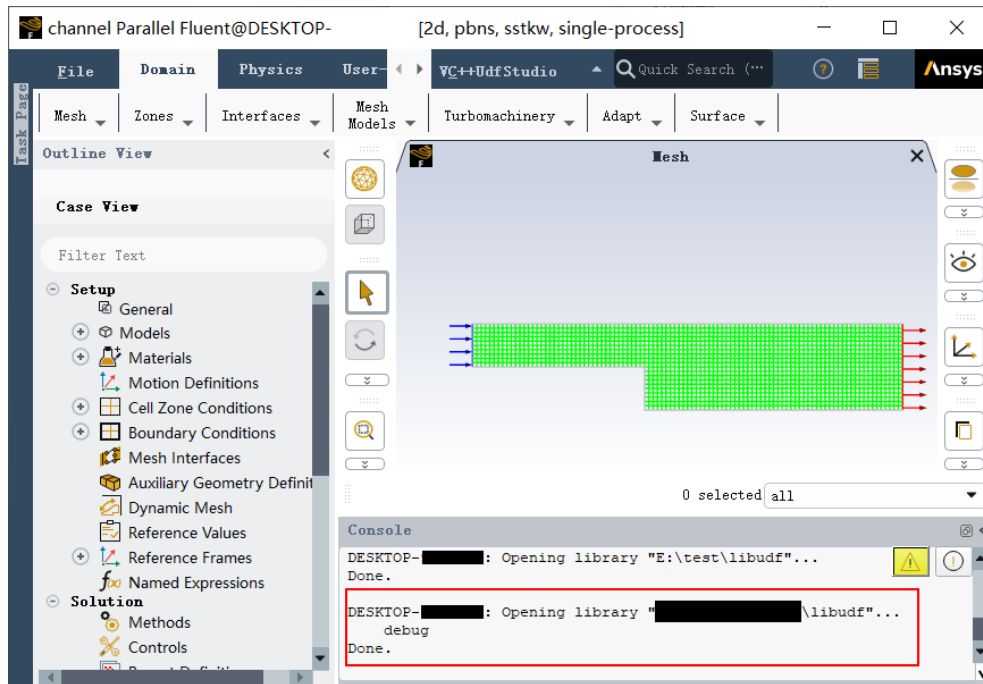 channel Parallel Fluent@DESKTOP- [2d, pbns, sstkw, single-process]
File Domain Physics User- VC++UdfStudio Quick Search (... Ansys
Task Page
Mesh Zones Interfaces Mesh Models Turbomachinery Adapt Surface
Outline View
Mesh
Case View
Filter Text
Setup
General
Models
Materials
Motion Definitions
Cell Zone Conditions
Boundary Conditions
Mesh Interfaces
Auxiliary Geometry Definit
Dynamic Mesh
Reference Values
Reference Frames
Named Expressions
Solution
Methods
Controls
0 selected all
Console
DESKTOP- : Opening library "E:\test\libudf"...
Done.
DESKTOP- : Opening library " \libudf"...
debug
Done.